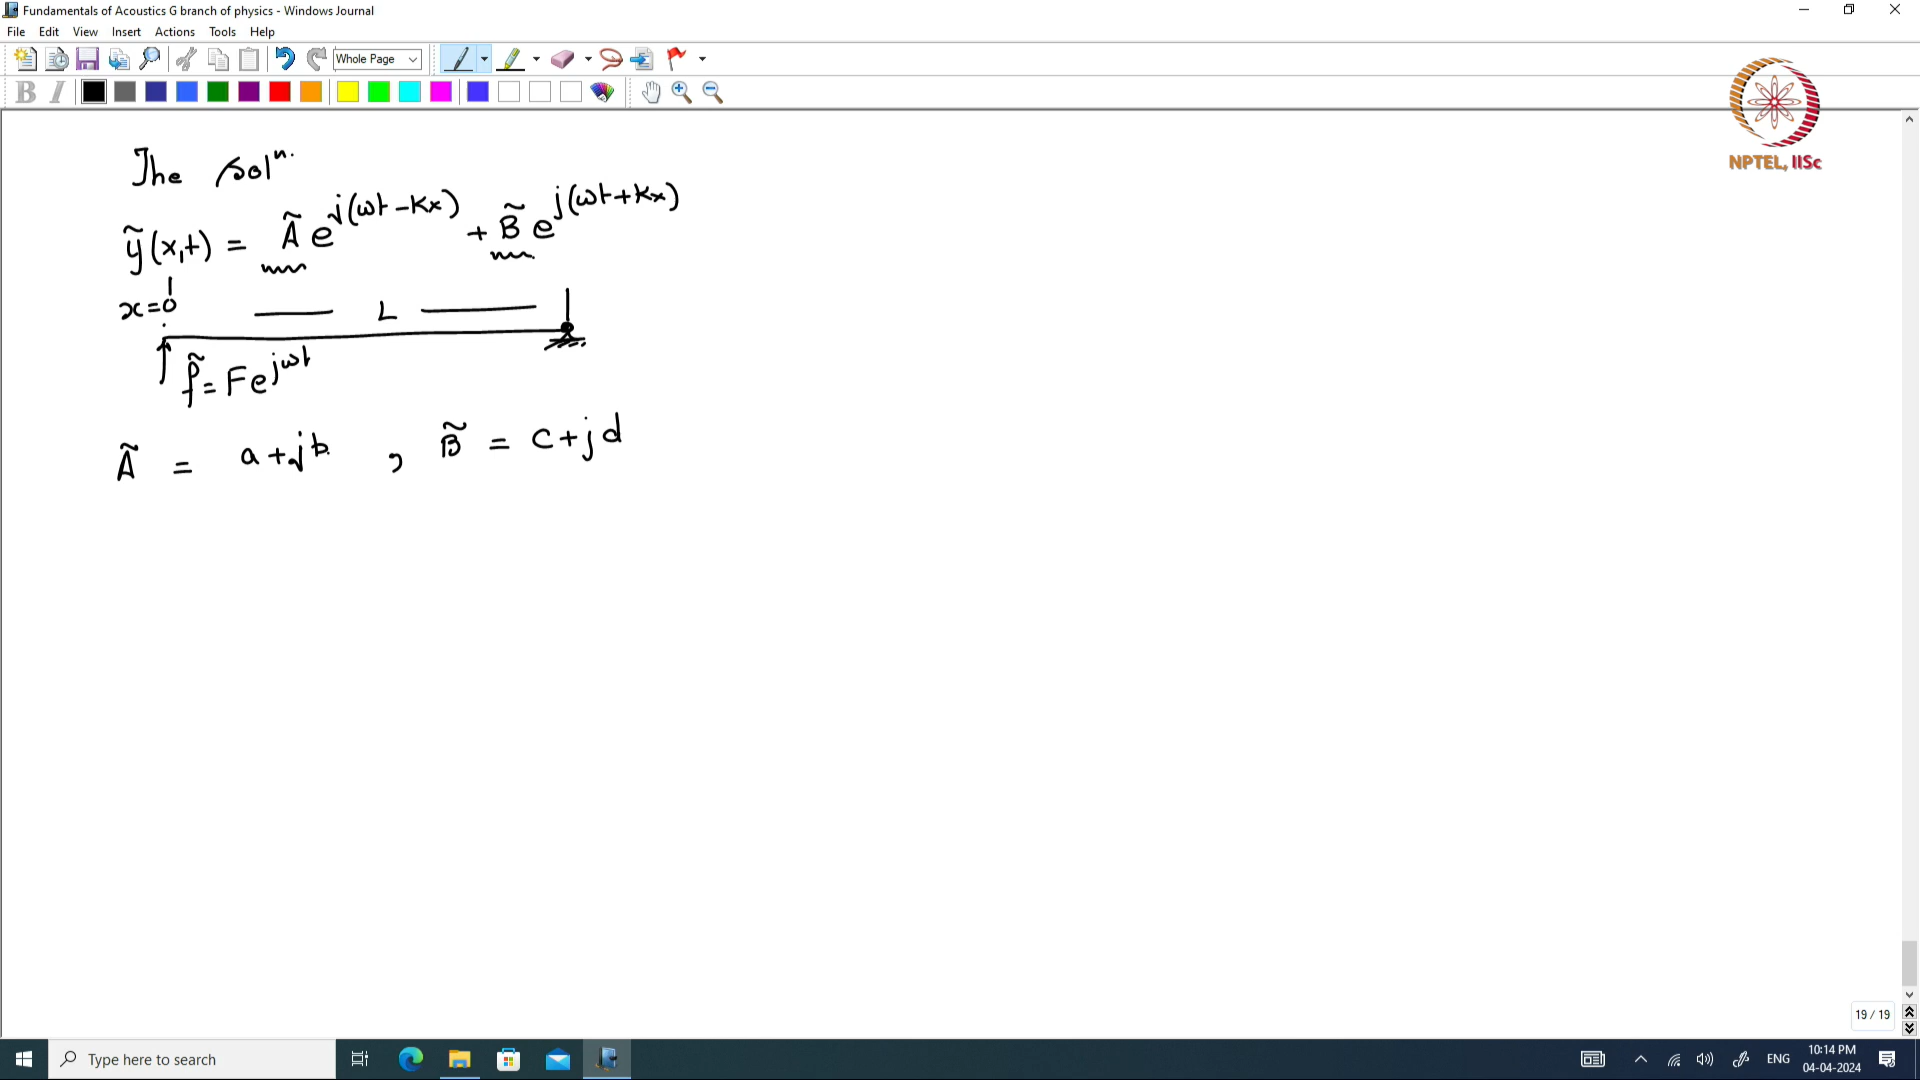 Fundamentals of Acoustics G branch of physics - Windows Journal
File Edit View Insert Actions Tools Help
Whole Page
B I
NPTEL, IISc
The solⁿ.
ỹ(x,t) = Ã e^{j(ωt-kx)} + B̃ e^{j(ωt+kx)}
x=0 L
f̃ = Fe^{jωt}
Ã = a+jb , B̃ = c+jd
19 / 19
Type here to search
ENG
10:14 PM
04-04-2024